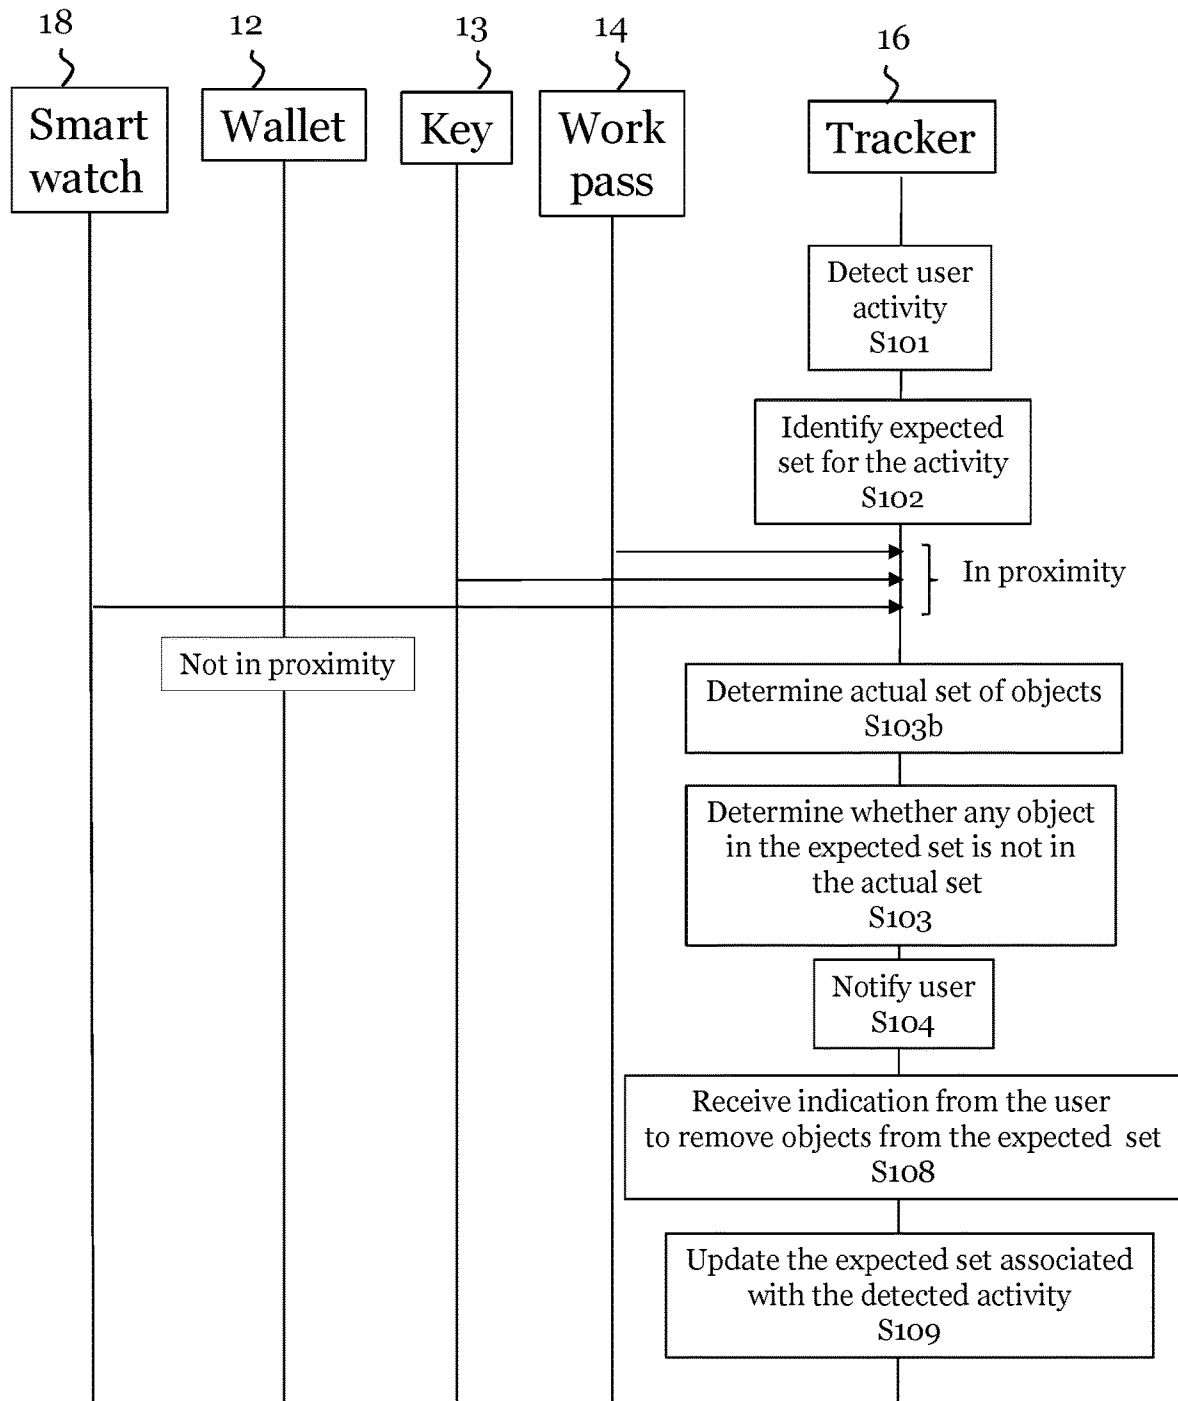 18
12
13
14
16
Smart
watch
Wallet
Key
Work
pass
Tracker
Detect user
activity
S101
Identify expected
set for the activity
S102
In proximity
Not in proximity
Determine actual set of objects
S103b
Determine whether any object
in the expected set is not in
the actual set
S103
Notify user
S104
Receive indication from the user
to remove objects from the expected set
S108
Update the expected set associated
with the detected activity
S109